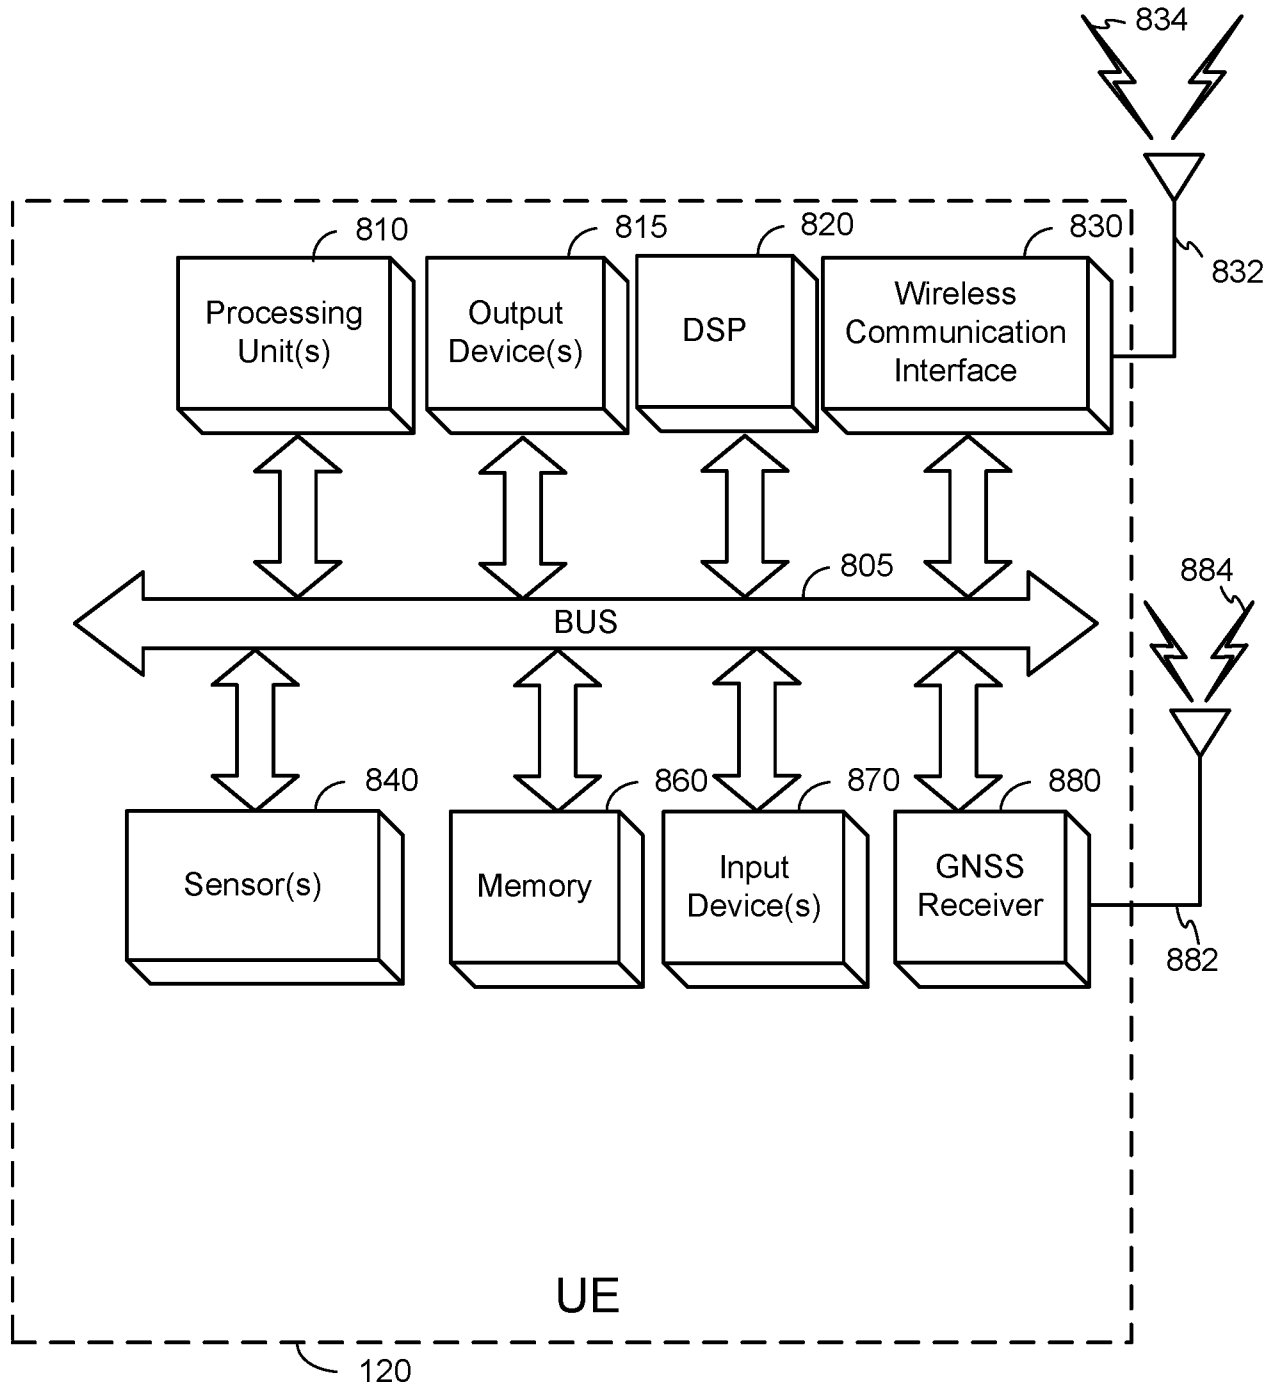 834
832
810
815
820
830
Processing
Unit(s)
Output
Device(s)
DSP
Wireless
Communication
Interface
805
BUS
884
840
860
870
880
Sensor(s)
Memory
Input
Device(s)
GNSS
Receiver
882
UE
120